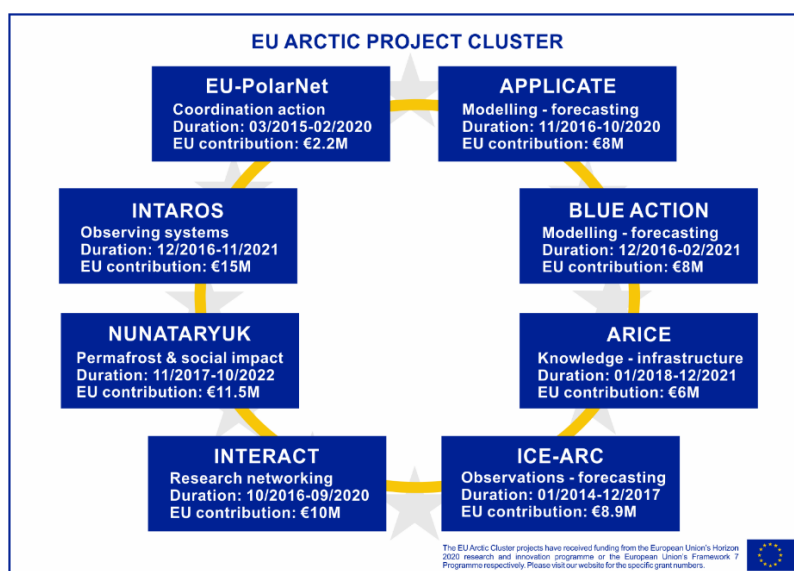 EU ARCTIC PROJECT CLUSTER
EU-PolarNet
Coordination action
Duration: 03/2015-02/2020
EU contribution: €2.2M
APPLICATE
Modelling - forecasting
Duration: 11/2016-10/2020
EU contribution: €8M
INTAROS
Observing systems
Duration: 12/2016-11/2021
EU contribution: €15M
BLUE ACTION
Modelling - forecasting
Duration: 12/2016-02/2021
EU contribution: €8M
NUNATARYUK
Permafrost & social impact
Duration: 11/2017-10/2022
EU contribution: €11.5M
ARICE
Knowledge - infrastructure
Duration: 01/2018-12/2021
EU contribution: €6M
INTERACT
Research networking
Duration: 10/2016-09/2020
EU contribution: €10M
ICE-ARC
Observations - forecasting
Duration: 01/2014-12/2017
EU contribution: €8.9M
The EU Arctic Cluster projects have received funding from the European Union's Horizon
2020 research and innovation programme or the European Union's Framework 7
Programme respectively. Please visit our website for the specific grant numbers.